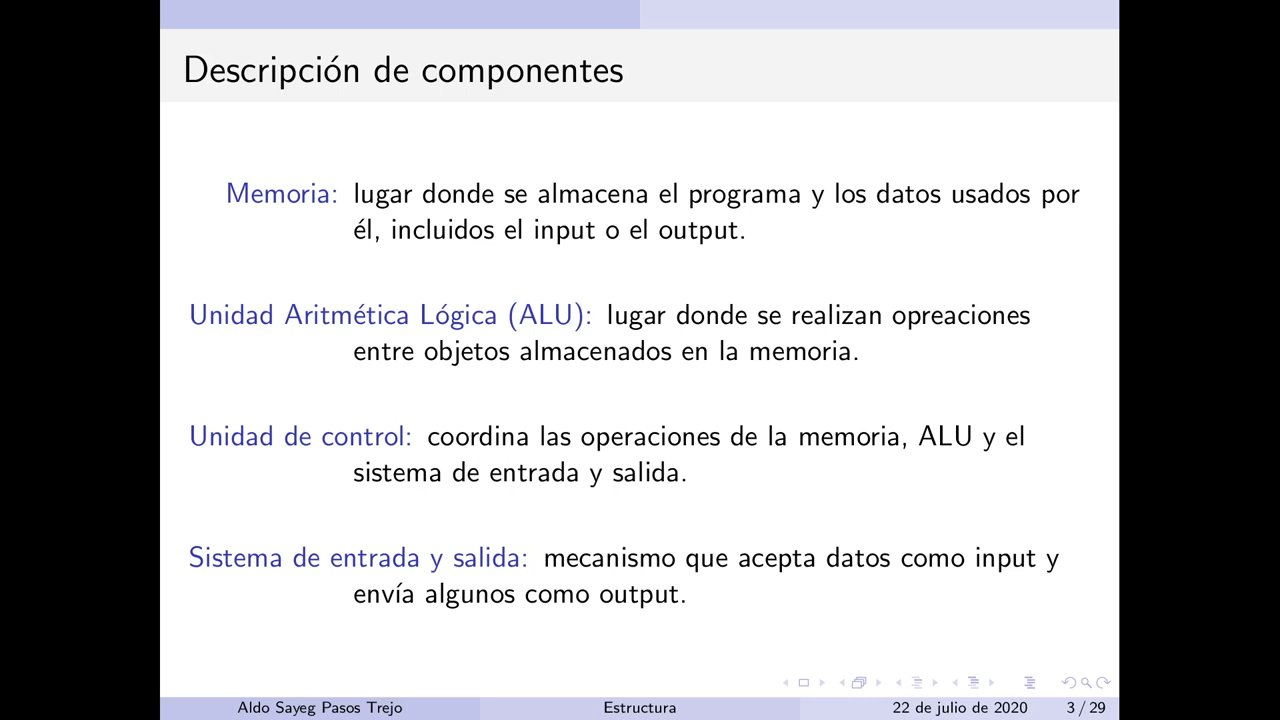 Descripción de componentes
Memoria: lugar donde se almacena el programa y los datos usados por
él, incluidos el input o el output.
Unidad Aritmética Lógica (ALU): lugar donde se realizan opreaciones
entre objetos almacenados en la memoria.
Unidad de control: coordina las operaciones de la memoria, ALU y el
sistema de entrada y salida.
Sistema de entrada y salida: mecanismo que acepta datos como input y
envía algunos como output.
Aldo Sayeg Pasos Trejo Estructura 22 de julio de 2020 3 / 29